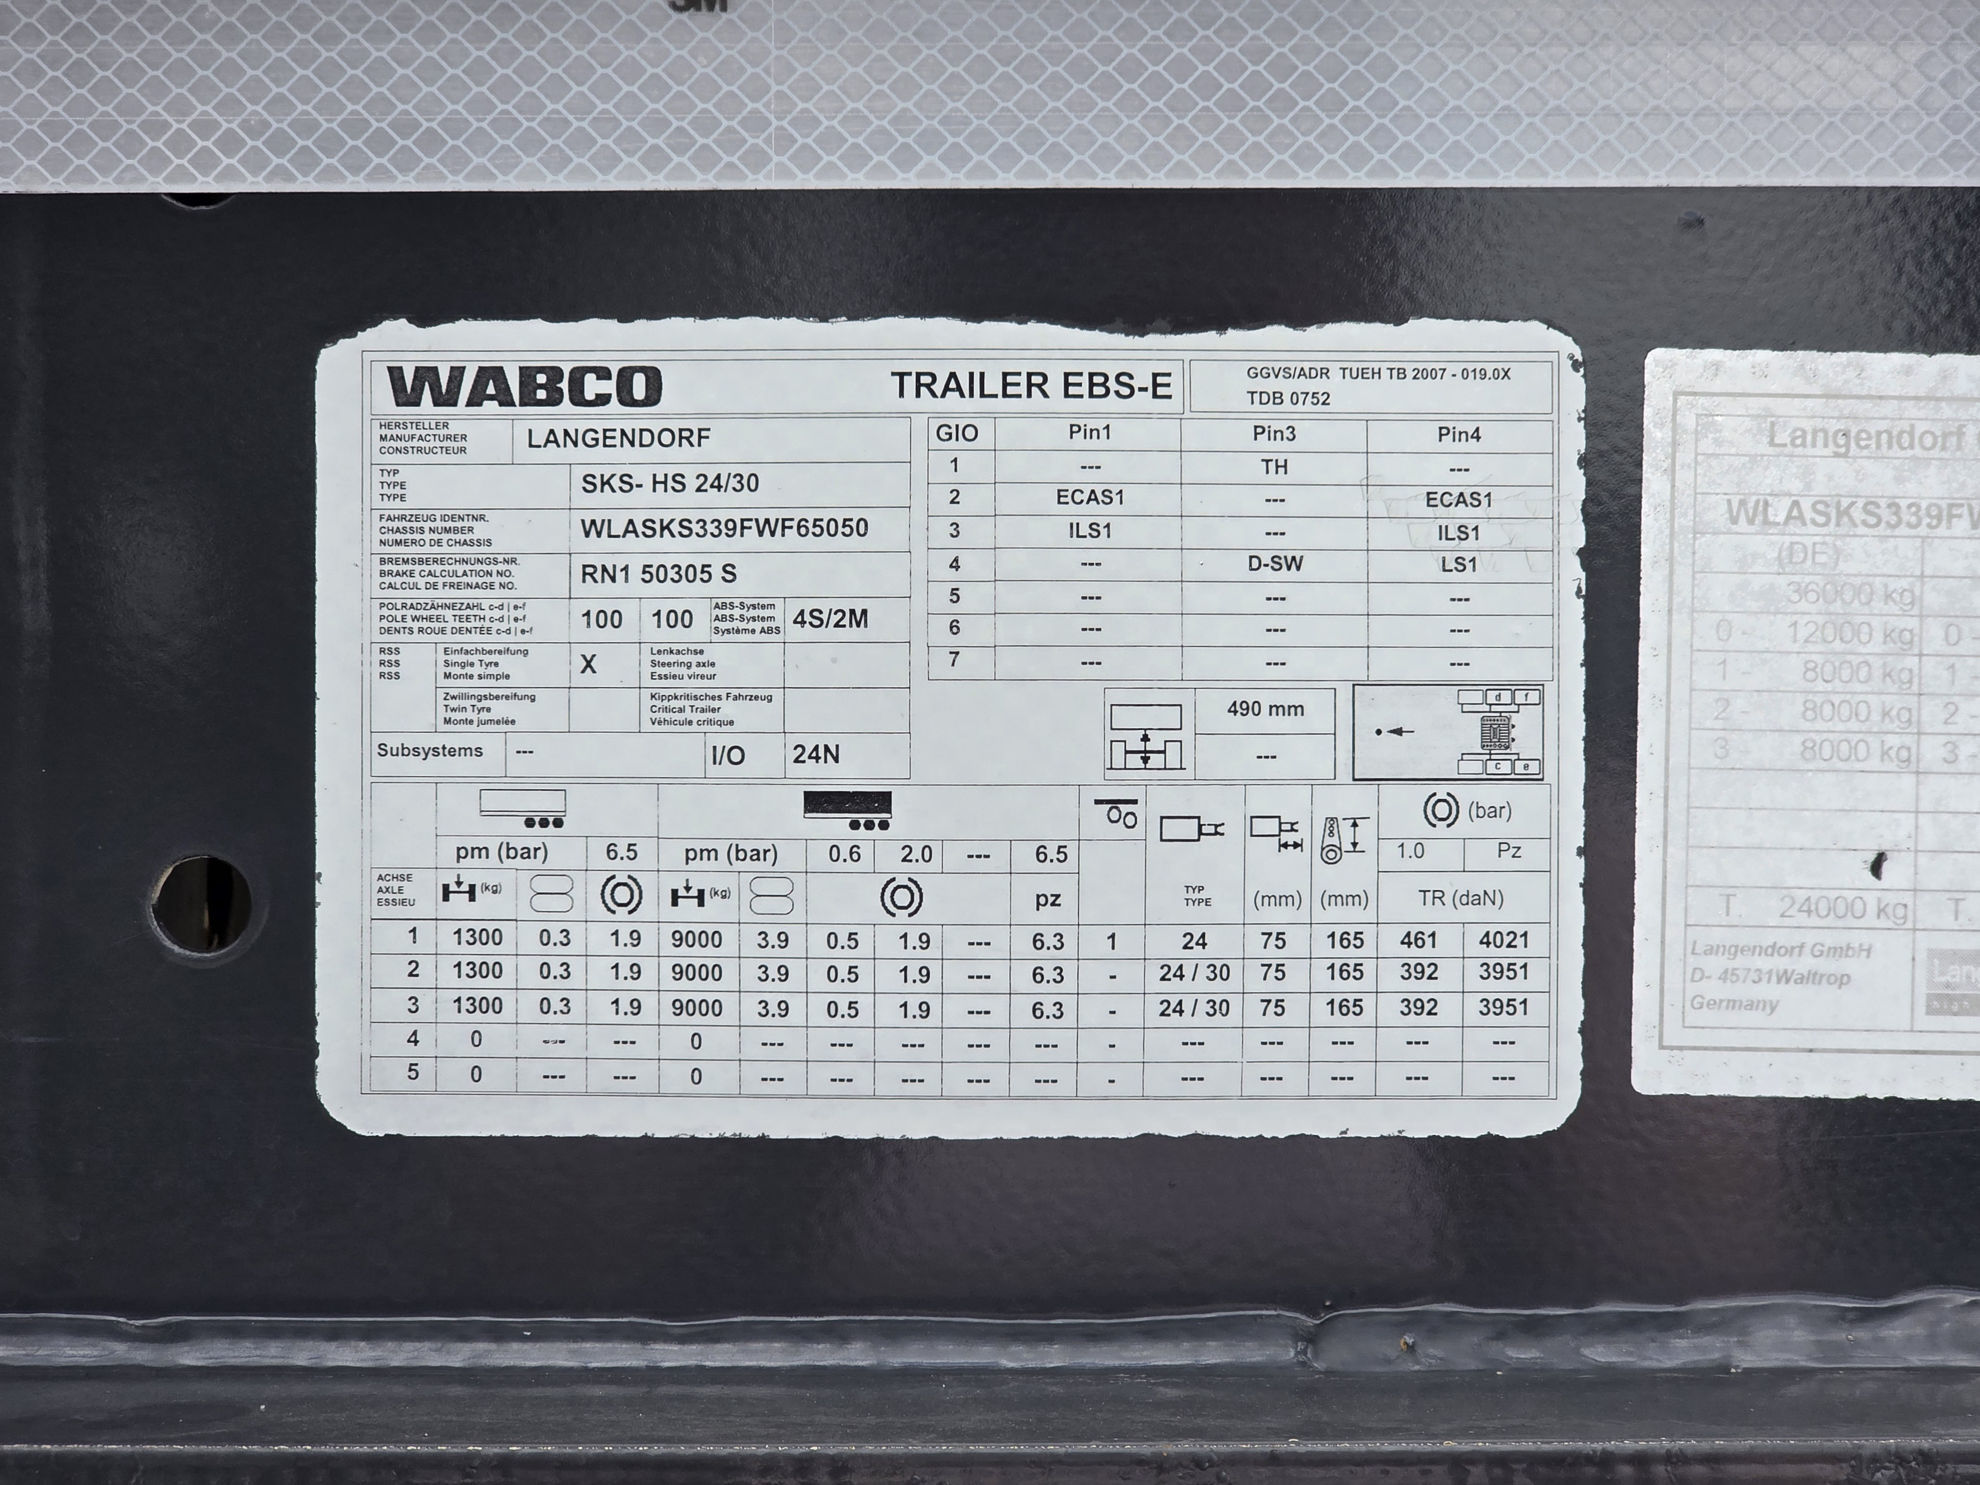 3M
WABCO TRAILER EBS-E GGVS/ADR TUEH TB 2007 - 019.0X
TDB 0752
HERSTELLER
MANUFACTURER
CONSTRUCTEUR
LANGENDORF
TYP
TYPE
TYPE
SKS- HS 24/30
FAHRZEUG IDENTNR.
CHASSIS NUMBER
NUMERO DE CHASSIS
WLASKS339FWF65050
BREMSBERECHNUNGS-NR.
BRAKE CALCULATION NO.
CALCUL DE FREINAGE NO.
RN1 50305 S
POLRADZÄHNEZAHL c-d | e-f
POLE WHEEL TEETH c-d | e-f
DENTS ROUE DENTÉE c-d | e-f
100 100
ABS-System
ABS-System
Système ABS
4S/2M
RSS
RSS
RSS
Einfachbereifung
Single Tyre
Monte simple
X
Lenkachse
Steering axle
Essieu vireur
Zwillingsbereifung
Twin Tyre
Monte jumelée
Kippkritisches Fahrzeug
Critical Trailer
Véhicule critique
Subsystems --- I/O 24N
GIO Pin1 Pin3 Pin4
1 --- TH ---
2 ECAS1 --- ECAS1
3 ILS1 ILS1
4 --- D-SW LS1
5 --- --- ---
6 --- --- ---
7 --- --- ---
490 mm
---
d f
c e
(bar)
pm (bar) 6.5 pm (bar) 0.6 2.0 --- 6.5 1.0 Pz
ACHSE
AXLE
ESSIEU
(kg) (kg) pz
TYP
TYPE
(mm) (mm) TR (daN)
1 1300 0.3 1.9 9000 3.9 0.5 1.9 --- 6.3 1 24 75 165 461 4021
2 1300 0.3 1.9 9000 3.9 0.5 1.9 --- 6.3 - 24 / 30 75 165 392 3951
3 1300 0.3 1.9 9000 3.9 0.5 1.9 --- 6.3 - 24 / 30 75 165 392 3951
4 0 --- --- 0 --- --- --- --- --- - --- --- --- --- ---
5 0 --- --- 0 --- --- --- --- --- - --- --- --- --- ---
Langendorf
WLASKS339FW
(DE)
36000 kg
0 - 12000 kg 0 -
1 - 8000 kg 1 -
2 - 8000 kg 2 -
3 - 8000 kg 3 -
T. 24000 kg T.
Langendorf GmbH
D- 45731Waltrop
Germany